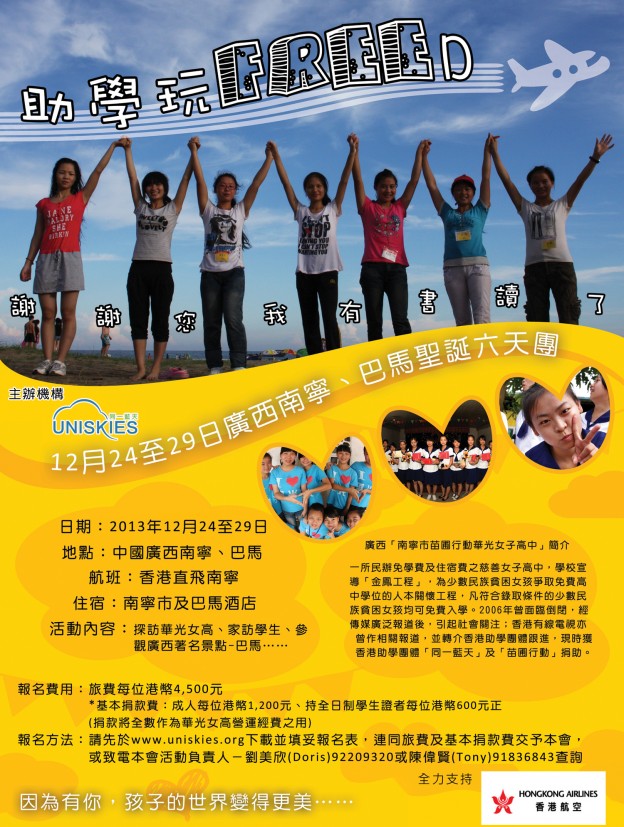 助學玩FREED
謝謝您我有書讀了
主辦機構
同一藍天
UNISKIES
12月24至29日廣西南寧、巴馬聖誕六天團
日期：2013年12月24至29日
地點：中國廣西南寧、巴馬
航班：香港直飛南寧
住宿：南寧市及巴馬酒店
活動內容：探訪華光女高、家訪學生、參
觀廣西著名景點-巴馬……
廣西「南寧市苗圃行動華光女子高中」簡介
一所民辦免學費及住宿費之慈善女子高中，學校宣
導「金鳳工程」，為少數民族貧困女孩爭取免費高
中學位的人本關懷工程，凡符合錄取條件的少數民
族貧困女孩均可免費入學。2006年曾面臨倒閉，經
傳媒廣泛報道後，引起社會關注；香港有線電視亦
曾作相關報道，並轉介香港助學團體跟進，現時獲
香港助學團體「同一藍天」及「苗圃行動」捐助。
報名費用：旅費每位港幣4,500元
*基本捐款費：成人每位港幣1,200元、持全日制學生證者每位港幣600元正
(捐款將全數作為華光女高營運經費之用)
報名方法：請先於www.uniskies.org下載並填妥報名表，連同旅費及基本捐款費交予本會，
或致電本會活動負責人－劉美欣(Doris)92209320或陳偉賢(Tony)91836843查詢
全力支持
HONGKONG AIRLINES
香港航空
因為有你，孩子的世界變得更美……